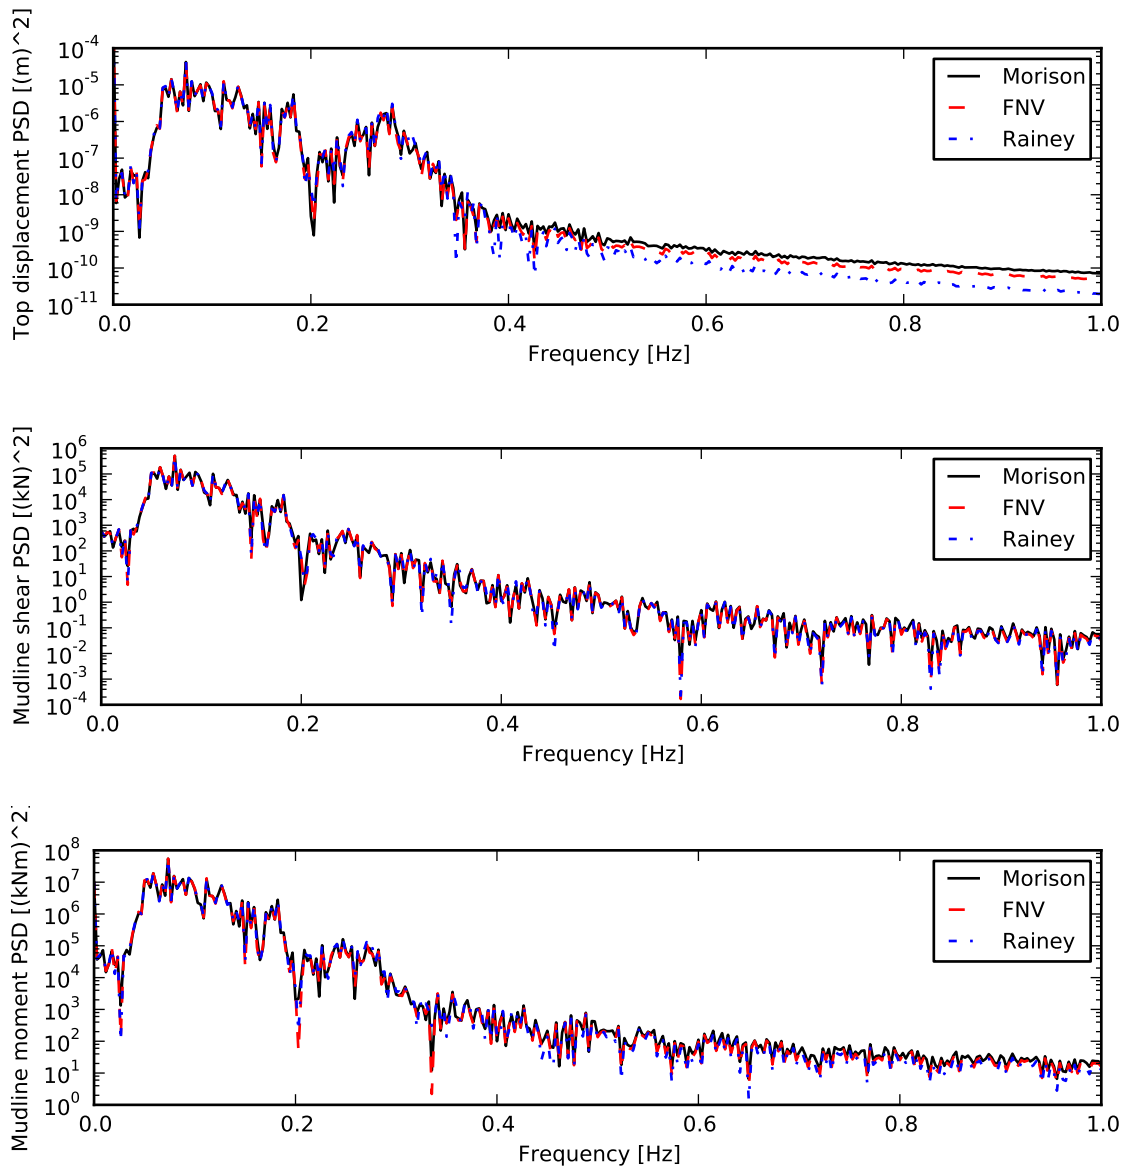 Top displacement PSD [(m)^2]
10^-4
10^-5
10^-6
10^-7
10^-8
10^-9
10^-10
10^-11
Morison
FNV
Rainey
0.0 0.2 0.4 0.6 0.8 1.0
Frequency [Hz]
Mudline shear PSD [(kN)^2]
10^6
10^5
10^4
10^3
10^2
10^1
10^0
10^-1
10^-2
10^-3
10^-4
Morison
FNV
Rainey
0.0 0.2 0.4 0.6 0.8 1.0
Frequency [Hz]
Mudline moment PSD [(kNm)^2
10^8
10^7
10^6
10^5
10^4
10^3
10^2
10^1
10^0
Morison
FNV
Rainey
0.0 0.2 0.4 0.6 0.8 1.0
Frequency [Hz]